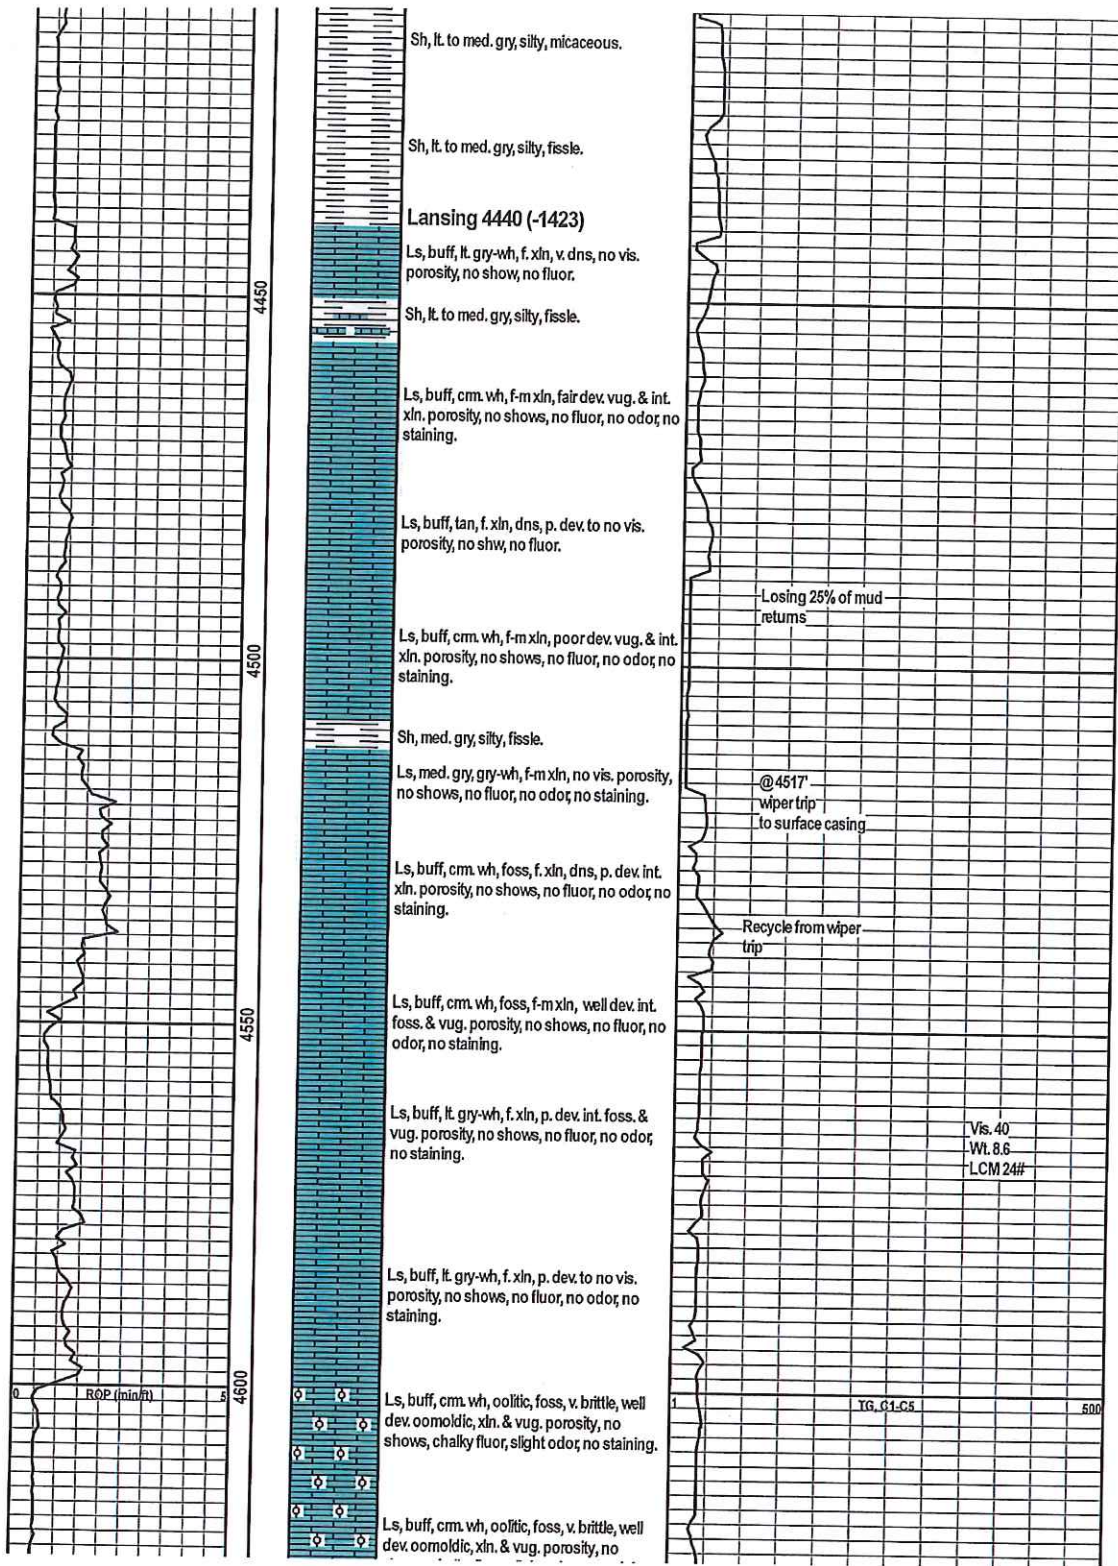 Sh, lt. to med. gry, silty, micaceous.
Sh, lt. to med. gry, silty, fissle.
Lansing 4440 (-1423)
Ls, buff, lt. gry-wh, f. xln, v. dns, no vis.
porosity, no show, no fluor.
4450
Sh, lt. to med. gry, silty, fissle.
Ls, buff, crm. wh, f-m xln, fair dev. vug. & int.
xln. porosity, no shows, no fluor, no odor, no
staining.
Ls, buff, tan, f. xln, dns, p. dev. to no vis.
porosity, no shw, no fluor.
Losing 25% of mud
returns
Ls, buff, crm. wh, f-m xln, poor dev. vug. & int.
xln. porosity, no shows, no fluor, no odor, no
staining.
4500
Sh, med. gry, silty, fissle.
Ls, med. gry, gry-wh, f-m xln, no vis. porosity,
no shows, no fluor, no odor, no staining.
@4517'
wiper trip
to surface casing
Ls, buff, crm. wh, foss, f. xln, dns, p. dev. int.
xln. porosity, no shows, no fluor, no odor, no
staining.
Recycle from wiper
trip
Ls, buff, crm. wh, foss, f-m xln, well dev. int.
foss. & vug. porosity, no shows, no fluor, no
odor, no staining.
4550
Ls, buff, lt. gry-wh, f. xln, p. dev. int. foss. &
vug. porosity, no shows, no fluor, no odor,
no staining.
Vis. 40
Wt. 8.6
LCM 24#
Ls, buff, lt. gry-wh, f. xln, p. dev. to no vis.
porosity, no shows, no fluor, no odor, no
staining.
0 ROP (min/ft) 5
4600
1 TG, C1-C5 500
Ls, buff, crm. wh, oolitic, foss, v. brittle, well
dev. oomoldic, xln. & vug. porosity, no
shows, chalky fluor, slight odor, no staining.
Ls, buff, crm. wh, oolitic, foss, v. brittle, well
dev. oomoldic, xln. & vug. porosity, no